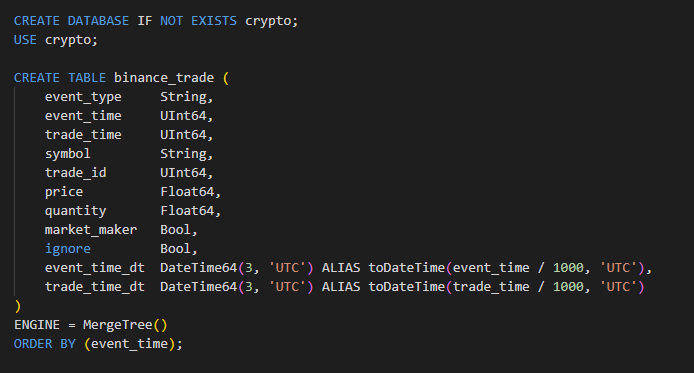 CREATE DATABASE IF NOT EXISTS crypto;
USE crypto;
CREATE TABLE binance_trade (
    event_type     String,
    event_time     UInt64,
    trade_time     UInt64,
    symbol         String,
    trade_id       UInt64,
    price          Float64,
    quantity       Float64,
    market_maker   Bool,
    ignore         Bool,
    event_time_dt  DateTime64(3, 'UTC') ALIAS toDateTime(event_time / 1000, 'UTC'),
    trade_time_dt  DateTime64(3, 'UTC') ALIAS toDateTime(trade_time / 1000, 'UTC')
)
ENGINE = MergeTree()
ORDER BY (event_time);